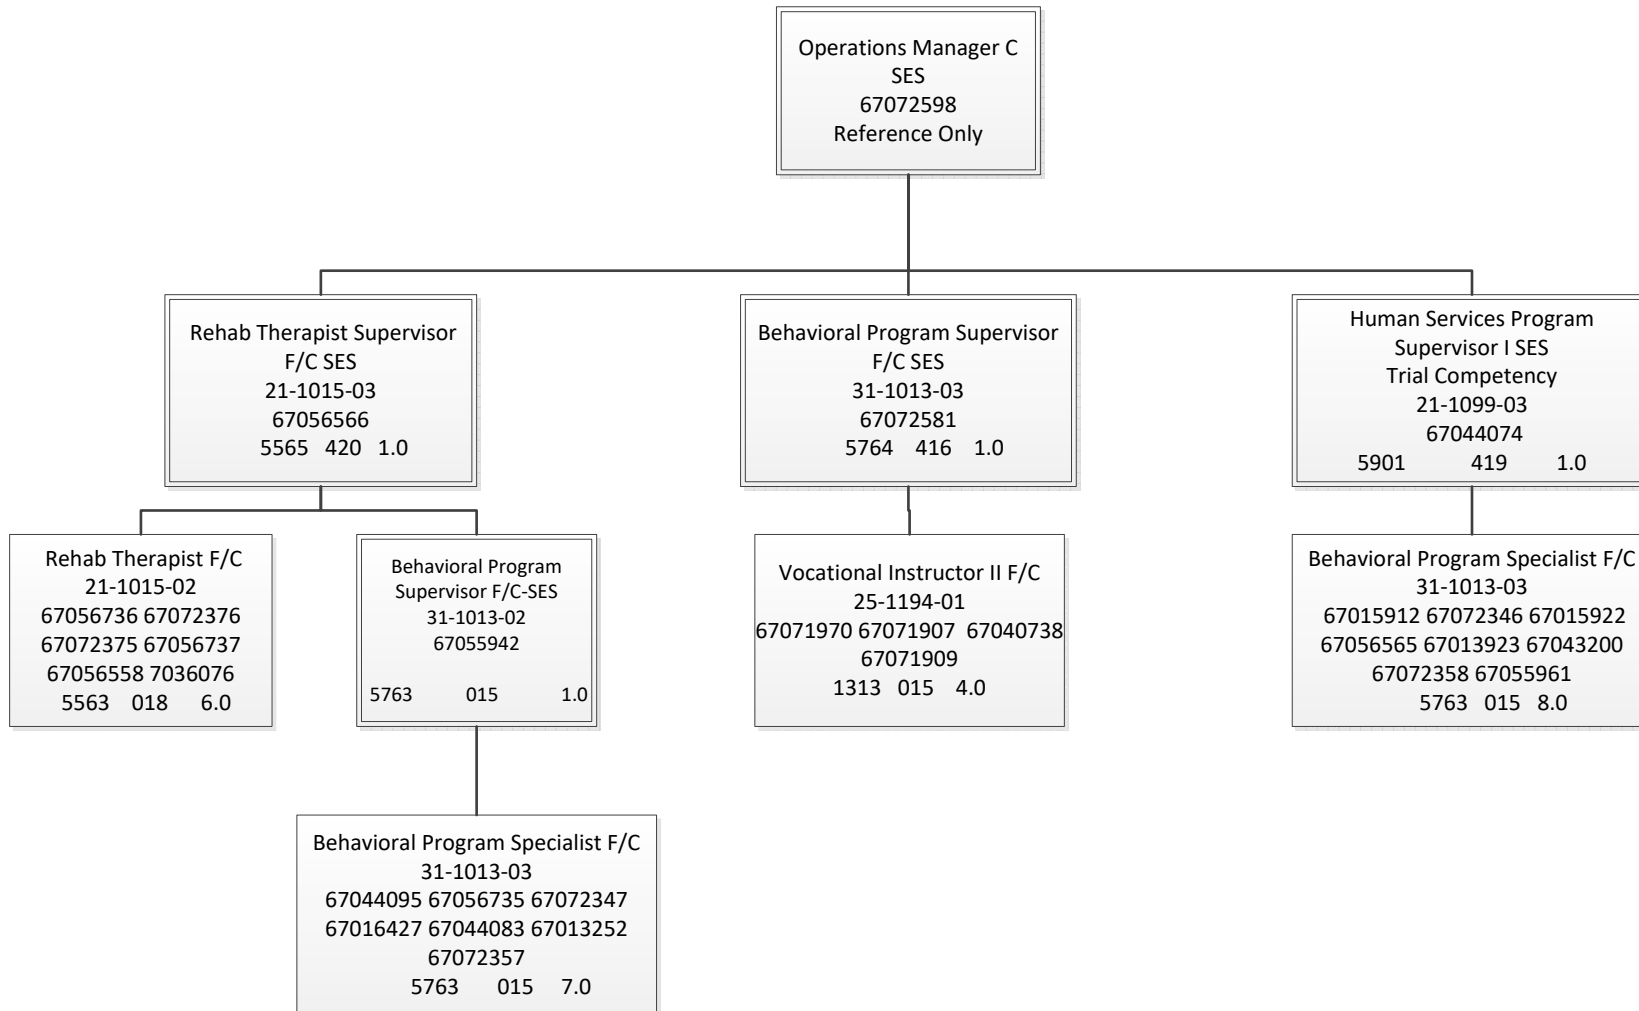 Operations Manager C
SES
67072598
Reference Only
Rehab Therapist Supervisor
F/C SES
21-1015-03
67056566
5565 420 1.0
Behavioral Program Supervisor
F/C SES
31-1013-03
67072581
5764 416 1.0
Human Services Program
Supervisor I SES
Trial Competency
21-1099-03
67044074
5901 419 1.0
Rehab Therapist F/C
21-1015-02
67056736 67072376
67072375 67056737
67056558 7036076
5563 018 6.0
Behavioral Program
Supervisor F/C-SES
31-1013-02
67055942
5763 015 1.0
Vocational Instructor II F/C
25-1194-01
67071970 67071907 67040738
67071909
1313 015 4.0
Behavioral Program Specialist F/C
31-1013-03
67015912 67072346 67015922
67056565 67013923 67043200
67072358 67055961
5763 015 8.0
Behavioral Program Specialist F/C
31-1013-03
67044095 67056735 67072347
67016427 67044083 67013252
67072357
5763 015 7.0